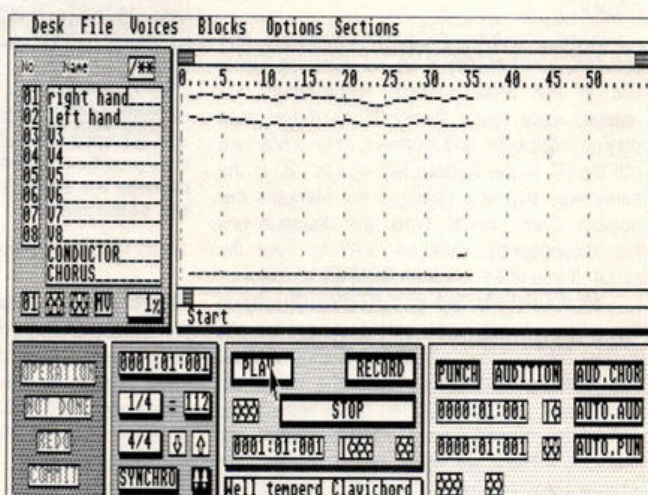 Desk File Voices Blocks Options Sections
No Name /**
0....5....10...15...20...25...30...35...40...45...50....
01 right hand
02 left hand
03 V3
04 V4
05 V5
06 V6
07 V7
08 V8
CONDUCTOR
CHORUS
01 MV 1%
Start
OPERATION 0001:01:001 PLAY RECORD PUNCH AUDITION AUD.CHOR
NOT DONE 1/4 = 112 STOP 0000:01:001 AUTO.AUD
REDO 4/4 0001:01:001 0000:01:001 AUTO.PUN
COMMIT SYNCHRO Well temperd Clavichord